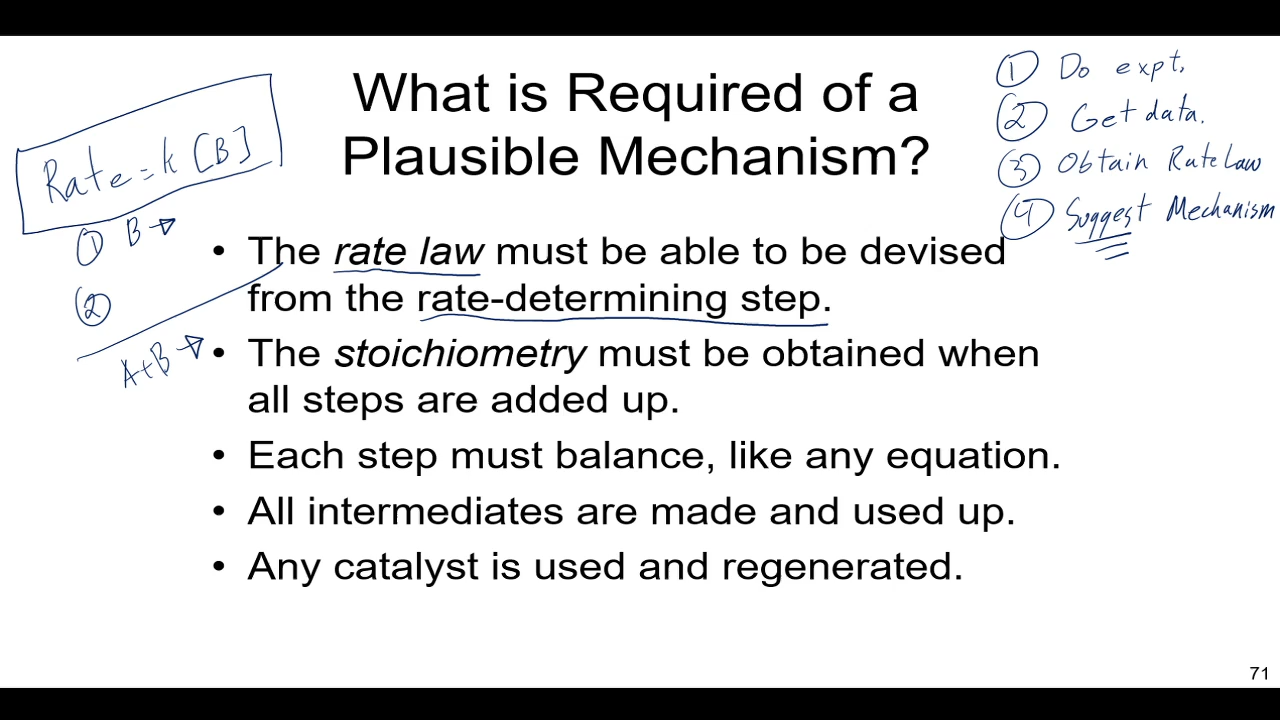 What is Required of a
Plausible Mechanism?
① Do expt.
② Get data.
③ Obtain Rate Law
④ Suggest Mechanism
Rate = k [B]
① B →
②
A+B →
• The rate law must be able to be devised
from the rate-determining step.
• The stoichiometry must be obtained when
all steps are added up.
• Each step must balance, like any equation.
• All intermediates are made and used up.
• Any catalyst is used and regenerated.
71